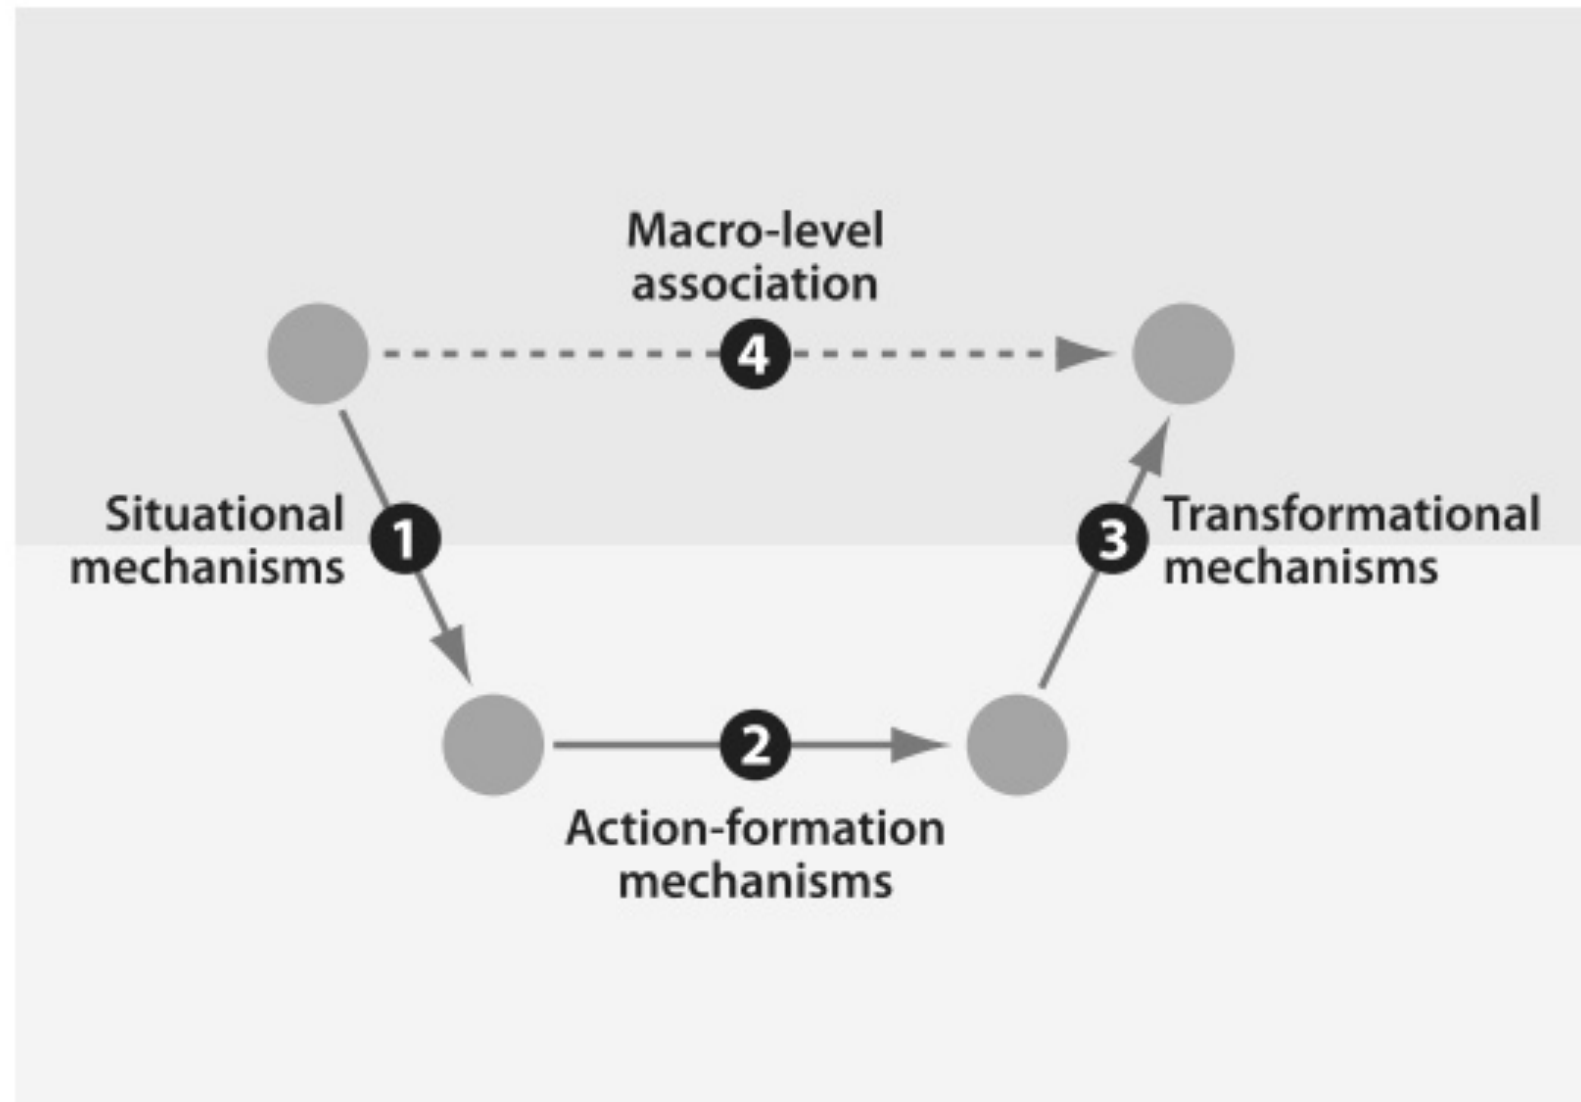 Macro-level
association
4
Situational
mechanisms
1
3
Transformational
mechanisms
2
Action-formation
mechanisms